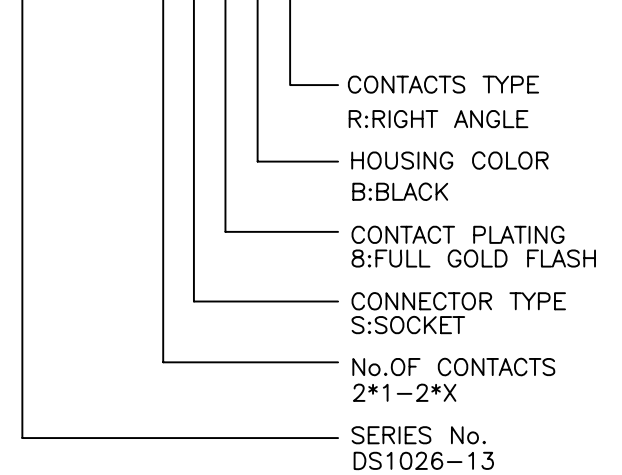 CONTACTS TYPE
R:RIGHT ANGLE
HOUSING COLOR
B:BLACK
CONTACT PLATING
8:FULL GOLD FLASH
CONNECTOR TYPE
S:SOCKET
No.OF CONTACTS
2*1-2*X
SERIES No.
DS1026-13